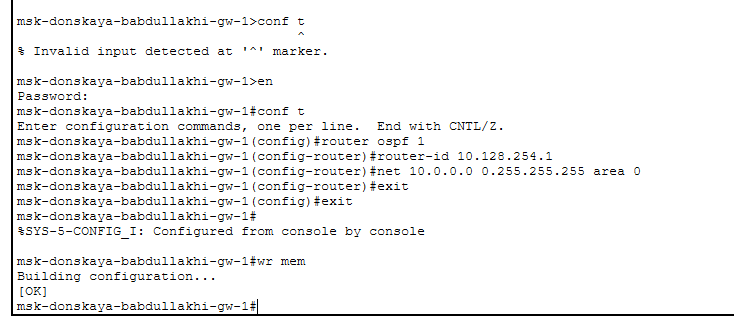 msk-donskaya-babdullakhi-gw-1>conf t
^
% Invalid input detected at '^' marker.
msk-donskaya-babdullakhi-gw-1>en
Password:
msk-donskaya-babdullakhi-gw-1#conf t
Enter configuration commands, one per line.  End with CNTL/Z.
msk-donskaya-babdullakhi-gw-1(config)#router ospf 1
msk-donskaya-babdullakhi-gw-1(config-router)#router-id 10.128.254.1
msk-donskaya-babdullakhi-gw-1(config-router)#net 10.0.0.0 0.255.255.255 area 0
msk-donskaya-babdullakhi-gw-1(config-router)#exit
msk-donskaya-babdullakhi-gw-1(config)#exit
msk-donskaya-babdullakhi-gw-1#
%SYS-5-CONFIG_I: Configured from console by console
msk-donskaya-babdullakhi-gw-1#wr mem
Building configuration...
[OK]
msk-donskaya-babdullakhi-gw-1#